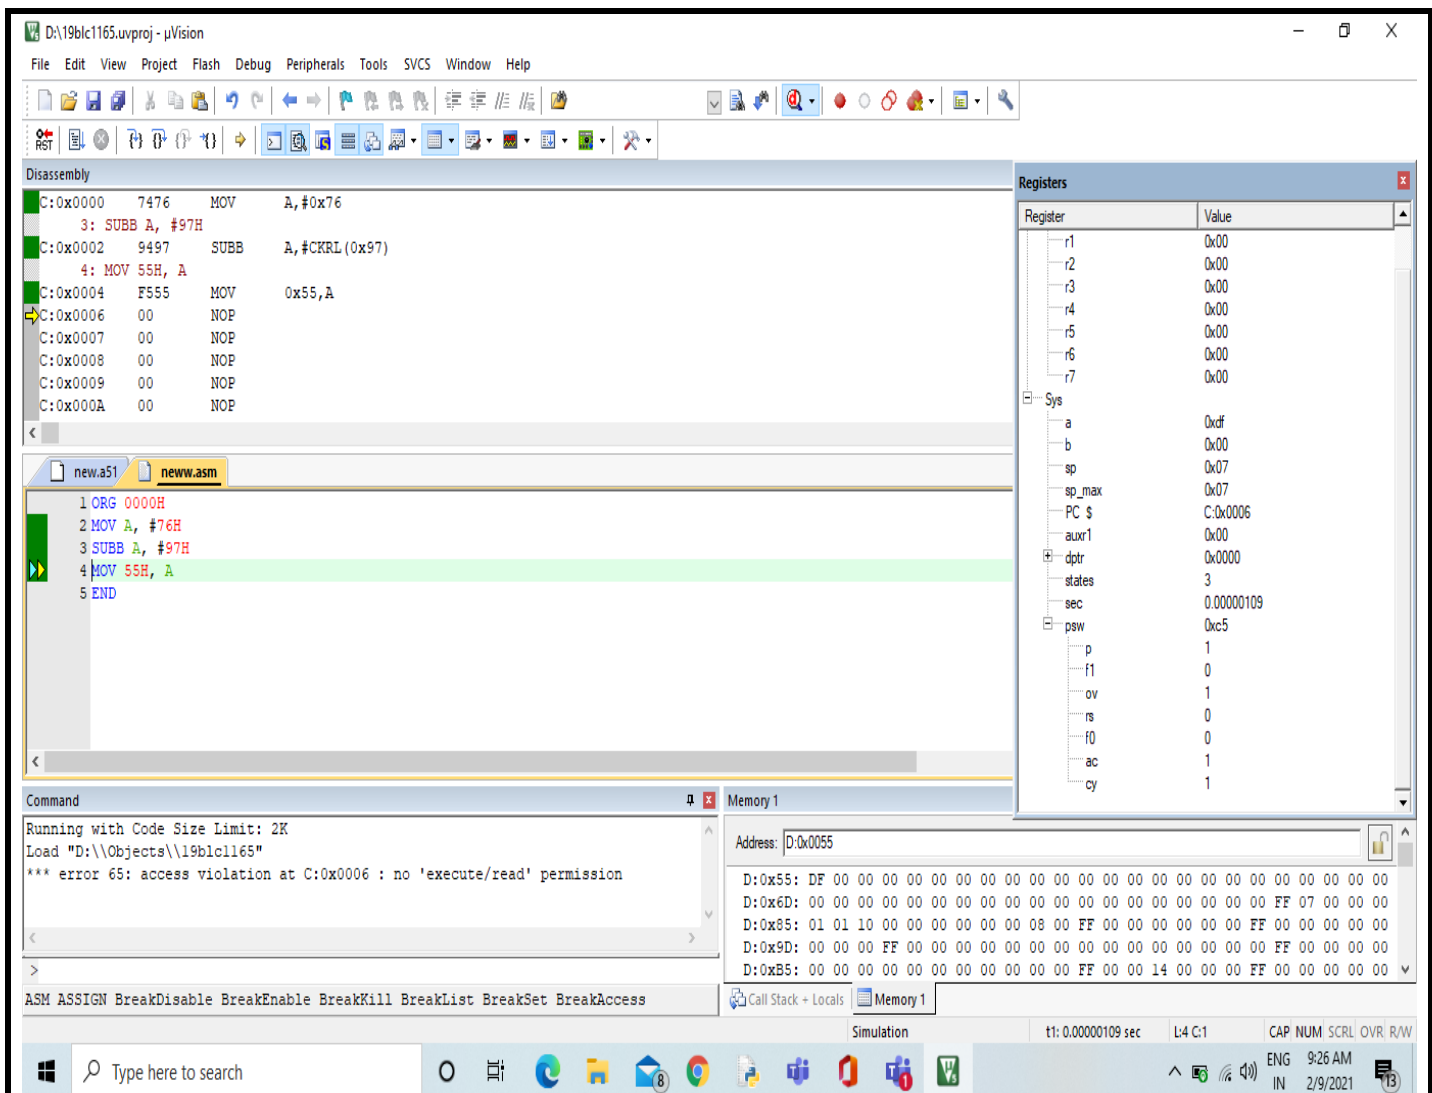 D:\19blc1165.uvproj - µVision
File Edit View Project Flash Debug Peripherals Tools SVCS Window Help
RST
Disassembly
C:0x0000 7476 MOV A,#0x76
3: SUBB A, #97H
C:0x0002 9497 SUBB A,#CKRL(0x97)
4: MOV 55H, A
C:0x0004 F555 MOV 0x55,A
C:0x0006 00 NOP
C:0x0007 00 NOP
C:0x0008 00 NOP
C:0x0009 00 NOP
C:0x000A 00 NOP
new.a51 neww.asm
1 ORG 0000H
2 MOV A, #76H
3 SUBB A, #97H
4 MOV 55H, A
5 END
Registers
Register Value
r1 0x00
r2 0x00
r3 0x00
r4 0x00
r5 0x00
r6 0x00
r7 0x00
Sys
a 0xdf
b 0x00
sp 0x07
sp_max 0x07
PC $ C:0x0006
auxr1 0x00
dptr 0x0000
states 3
sec 0.00000109
psw 0xc5
p 1
f1 0
ov 1
rs 0
f0 0
ac 1
cy 1
Command
Running with Code Size Limit: 2K
Load "D:\\Objects\\19blc1165"
*** error 65: access violation at C:0x0006 : no 'execute/read' permission
>
ASM ASSIGN BreakDisable BreakEnable BreakKill BreakList BreakSet BreakAccess
Memory 1
Address: D:0x0055
D:0x55: DF 00 00 00 00 00 00 00 00 00 00 00 00 00 00 00 00 00 00 00 00 00 00 00
D:0x6D: 00 00 00 00 00 00 00 00 00 00 00 00 00 00 00 00 00 00 00 FF 07 00 00 00
D:0x85: 01 01 10 00 00 00 00 00 00 08 00 FF 00 00 00 00 00 00 FF 00 00 00 00 00
D:0x9D: 00 00 00 FF 00 00 00 00 00 00 00 00 00 00 00 00 00 00 00 FF 00 00 00 00
D:0xB5: 00 00 00 00 00 00 00 00 00 00 00 FF 00 00 14 00 00 00 FF 00 00 00 00 00
Call Stack + Locals Memory 1
Simulation t1: 0.00000109 sec L:4 C:1 CAP NUM SCRL OVR R/W
Type here to search
8
1
ENG
IN
9:26 AM
2/9/2021
13